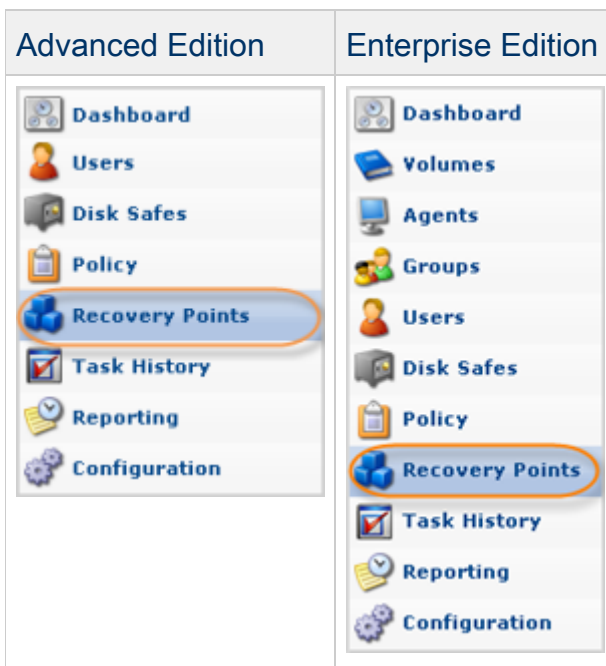 Advanced Edition
Dashboard
Users
Disk Safes
Policy
Recovery Points
Task History
Reporting
Configuration
Enterprise Edition
Dashboard
Volumes
Agents
Groups
Users
Disk Safes
Policy
Recovery Points
Task History
Reporting
Configuration